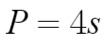 P = 4s